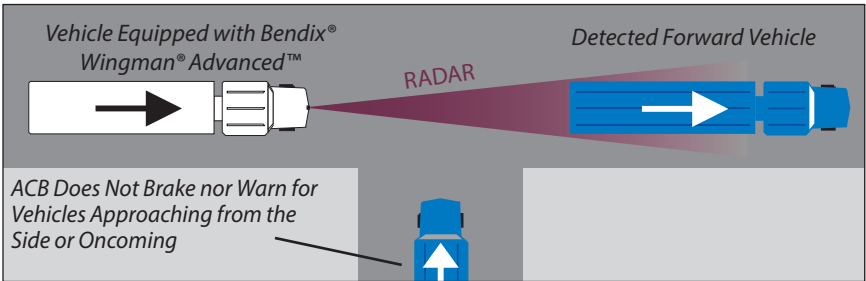 Vehicle Equipped with Bendix®
Wingman® Advanced™
Detected Forward Vehicle
RADAR
ACB Does Not Brake nor Warn for
Vehicles Approaching from the
Side or Oncoming